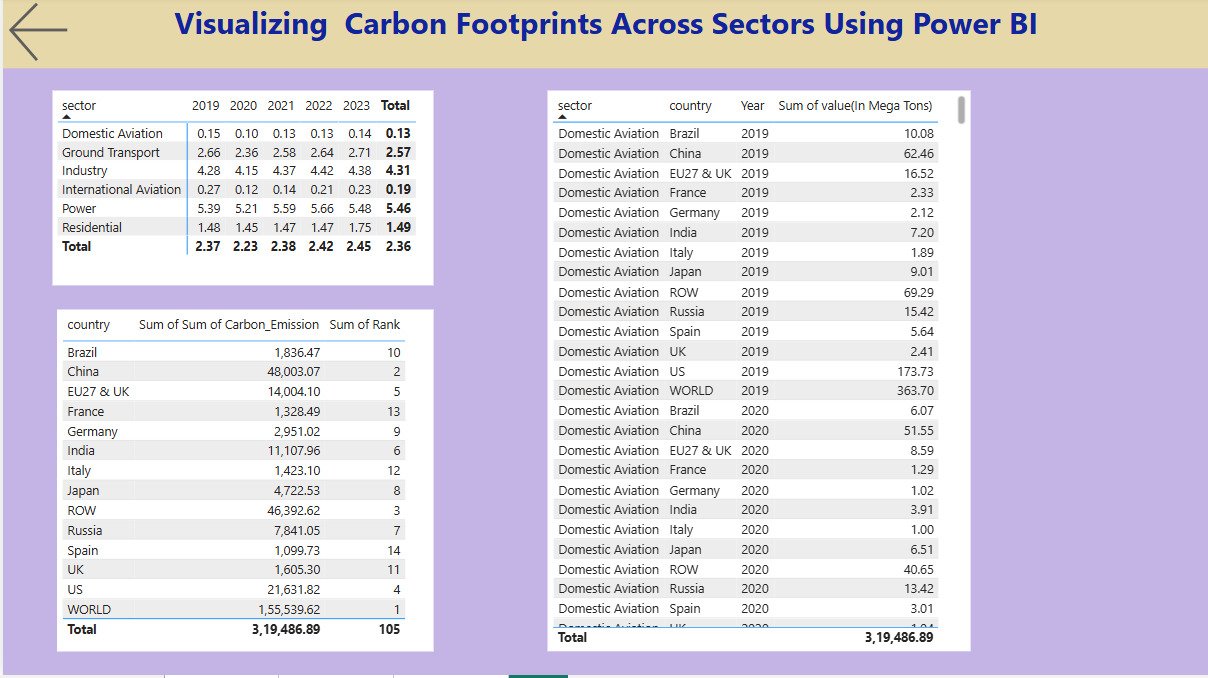 Visualizing  Carbon Footprints Across Sectors Using Power BI
sector 2019 2020 2021 2022 2023 Total
Domestic Aviation 0.15 0.10 0.13 0.13 0.14 0.13
Ground Transport 2.66 2.36 2.58 2.64 2.71 2.57
Industry 4.28 4.15 4.37 4.42 4.38 4.31
International Aviation 0.27 0.12 0.14 0.21 0.23 0.19
Power 5.39 5.21 5.59 5.66 5.48 5.46
Residential 1.48 1.45 1.47 1.47 1.75 1.49
Total 2.37 2.23 2.38 2.42 2.45 2.36
country Sum of Sum of Carbon_Emission Sum of Rank
Brazil 1,836.47 10
China 48,003.07 2
EU27 & UK 14,004.10 5
France 1,328.49 13
Germany 2,951.02 9
India 11,107.96 6
Italy 1,423.10 12
Japan 4,722.53 8
ROW 46,392.62 3
Russia 7,841.05 7
Spain 1,099.73 14
UK 1,605.30 11
US 21,631.82 4
WORLD 1,55,539.62 1
Total 3,19,486.89 105
sector country Year Sum of value(In Mega Tons)
Domestic Aviation Brazil 2019 10.08
Domestic Aviation China 2019 62.46
Domestic Aviation EU27 & UK 2019 16.52
Domestic Aviation France 2019 2.33
Domestic Aviation Germany 2019 2.12
Domestic Aviation India 2019 7.20
Domestic Aviation Italy 2019 1.89
Domestic Aviation Japan 2019 9.01
Domestic Aviation ROW 2019 69.29
Domestic Aviation Russia 2019 15.42
Domestic Aviation Spain 2019 5.64
Domestic Aviation UK 2019 2.41
Domestic Aviation US 2019 173.73
Domestic Aviation WORLD 2019 363.70
Domestic Aviation Brazil 2020 6.07
Domestic Aviation China 2020 51.55
Domestic Aviation EU27 & UK 2020 8.59
Domestic Aviation France 2020 1.29
Domestic Aviation Germany 2020 1.02
Domestic Aviation India 2020 3.91
Domestic Aviation Italy 2020 1.00
Domestic Aviation Japan 2020 6.51
Domestic Aviation ROW 2020 40.65
Domestic Aviation Russia 2020 13.42
Domestic Aviation Spain 2020 3.01
Total 3,19,486.89